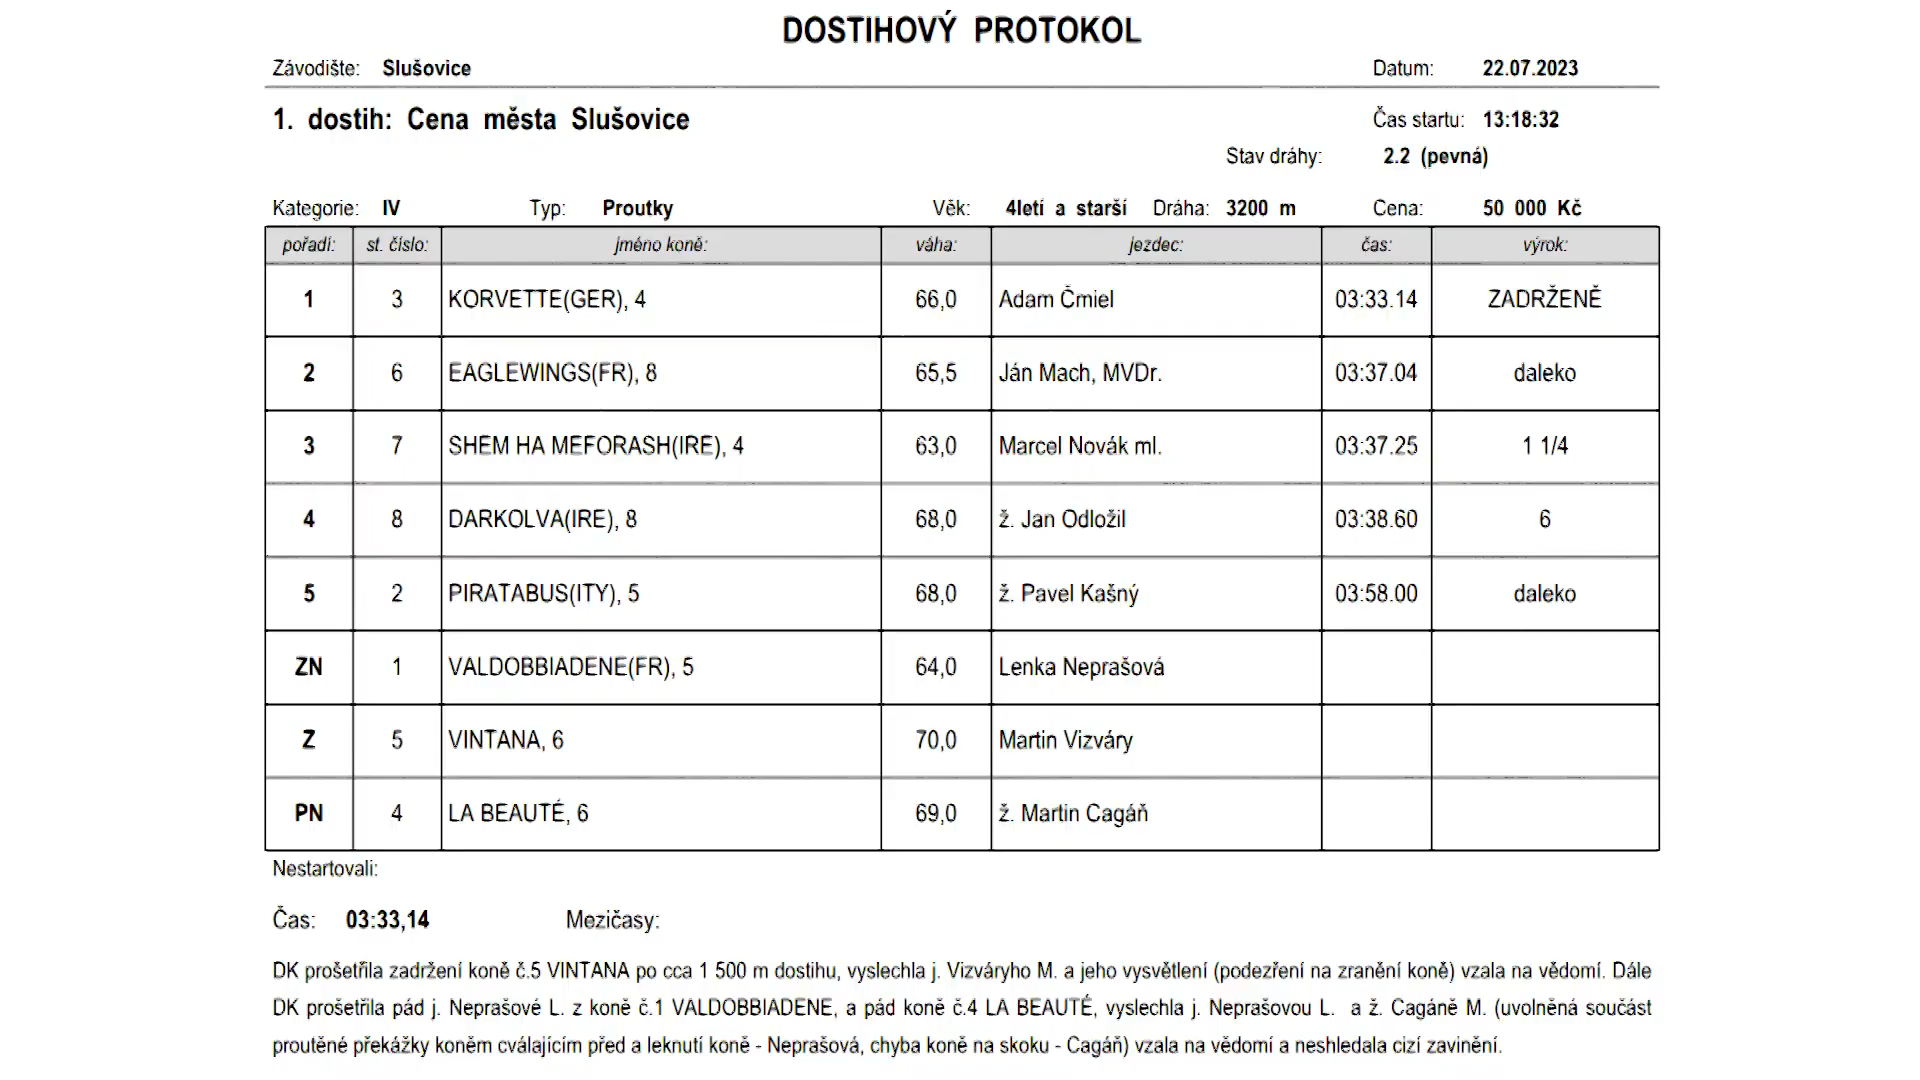 DOSTIHOVÝ PROTOKOL
Závodiště: Slušovice Datum: 22.07.2023
1. dostih: Cena města Slušovice Čas startu: 13:18:32
Stav dráhy: 2.2 (pevná)
Kategorie: IV Typ: Proutky Věk: 4letí a starší Dráha: 3200 m Cena: 50 000 Kč
pořadí: st. číslo: jméno koně: váha: jezdec: čas: výrok:
1 3 KORVETTE(GER), 4 66,0 Adam Čmiel 03:33.14 ZADRŽENĚ
2 6 EAGLEWINGS(FR), 8 65,5 Ján Mach, MVDr. 03:37.04 daleko
3 7 SHEM HA MEFORASH(IRE), 4 63,0 Marcel Novák ml. 03:37.25 1 1/4
4 8 DARKOLVA(IRE), 8 68,0 ž. Jan Odložil 03:38.60 6
5 2 PIRATABUS(ITY), 5 68,0 ž. Pavel Kašný 03:58.00 daleko
ZN 1 VALDOBBIADENE(FR), 5 64,0 Lenka Neprašová
Z 5 VINTANA, 6 70,0 Martin Vizváry
PN 4 LA BEAUTÉ, 6 69,0 ž. Martin Cagáň
Nestartovali:
Čas: 03:33,14 Mezičasy:
DK prošetřila zadržení koně č.5 VINTANA po cca 1 500 m dostihu, vyslechla j. Vizváryho M. a jeho vysvětlení (podezření na zranění koně) vzala na vědomí. Dále
DK prošetřila pád j. Neprašové L. z koně č.1 VALDOBBIADENE, a pád koně č.4 LA BEAUTÉ, vyslechla j. Neprašovou L. a ž. Cagáně M. (uvolněná součást
proutěné překážky koněm cválajícím před a leknutí koně - Neprašová, chyba koně na skoku - Cagáň) vzala na vědomí a neshledala cizí zavinění.